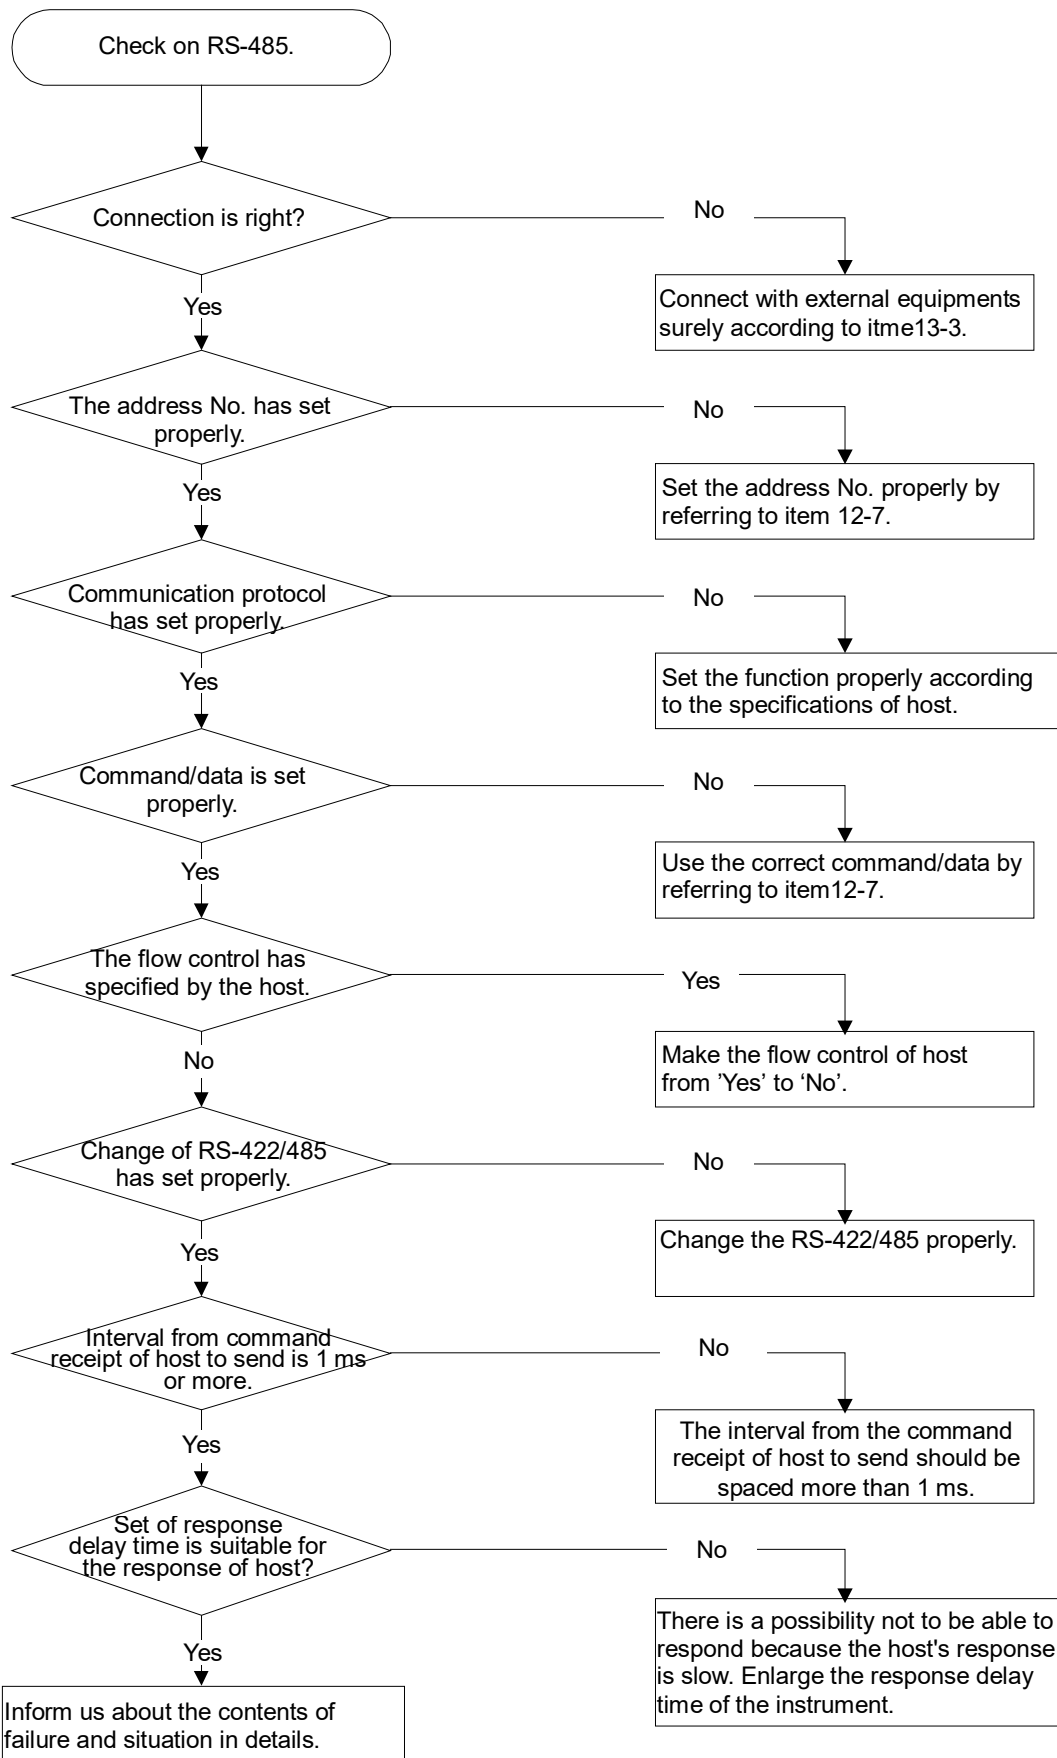 Check on RS-485.
Connection is right?
No
Connect with external equipments
surely according to itme13-3.
Yes
The address No. has set
properly.
No
Set the address No. properly by
referring to item 12-7.
Yes
Communication protocol
has set properly.
No
Set the function properly according
to the specifications of host.
Yes
Command/data is set
properly.
No
Use the correct command/data by
referring to item12-7.
Yes
The flow control has
specified by the host.
Yes
Make the flow control of host
from ’Yes’ to ‘No’.
No
Change of RS-422/485
has set properly.
No
Change the RS-422/485 properly.
Yes
Interval from command
receipt of host to send is 1 ms
or more.
No
The interval from the command
receipt of host to send should be
spaced more than 1 ms.
Yes
Set of response
delay time is suitable for
the response of host?
No
There is a possibility not to be able to
respond because the host's response
is slow. Enlarge the response delay
time of the instrument.
Yes
Inform us about the contents of
failure and situation in details.